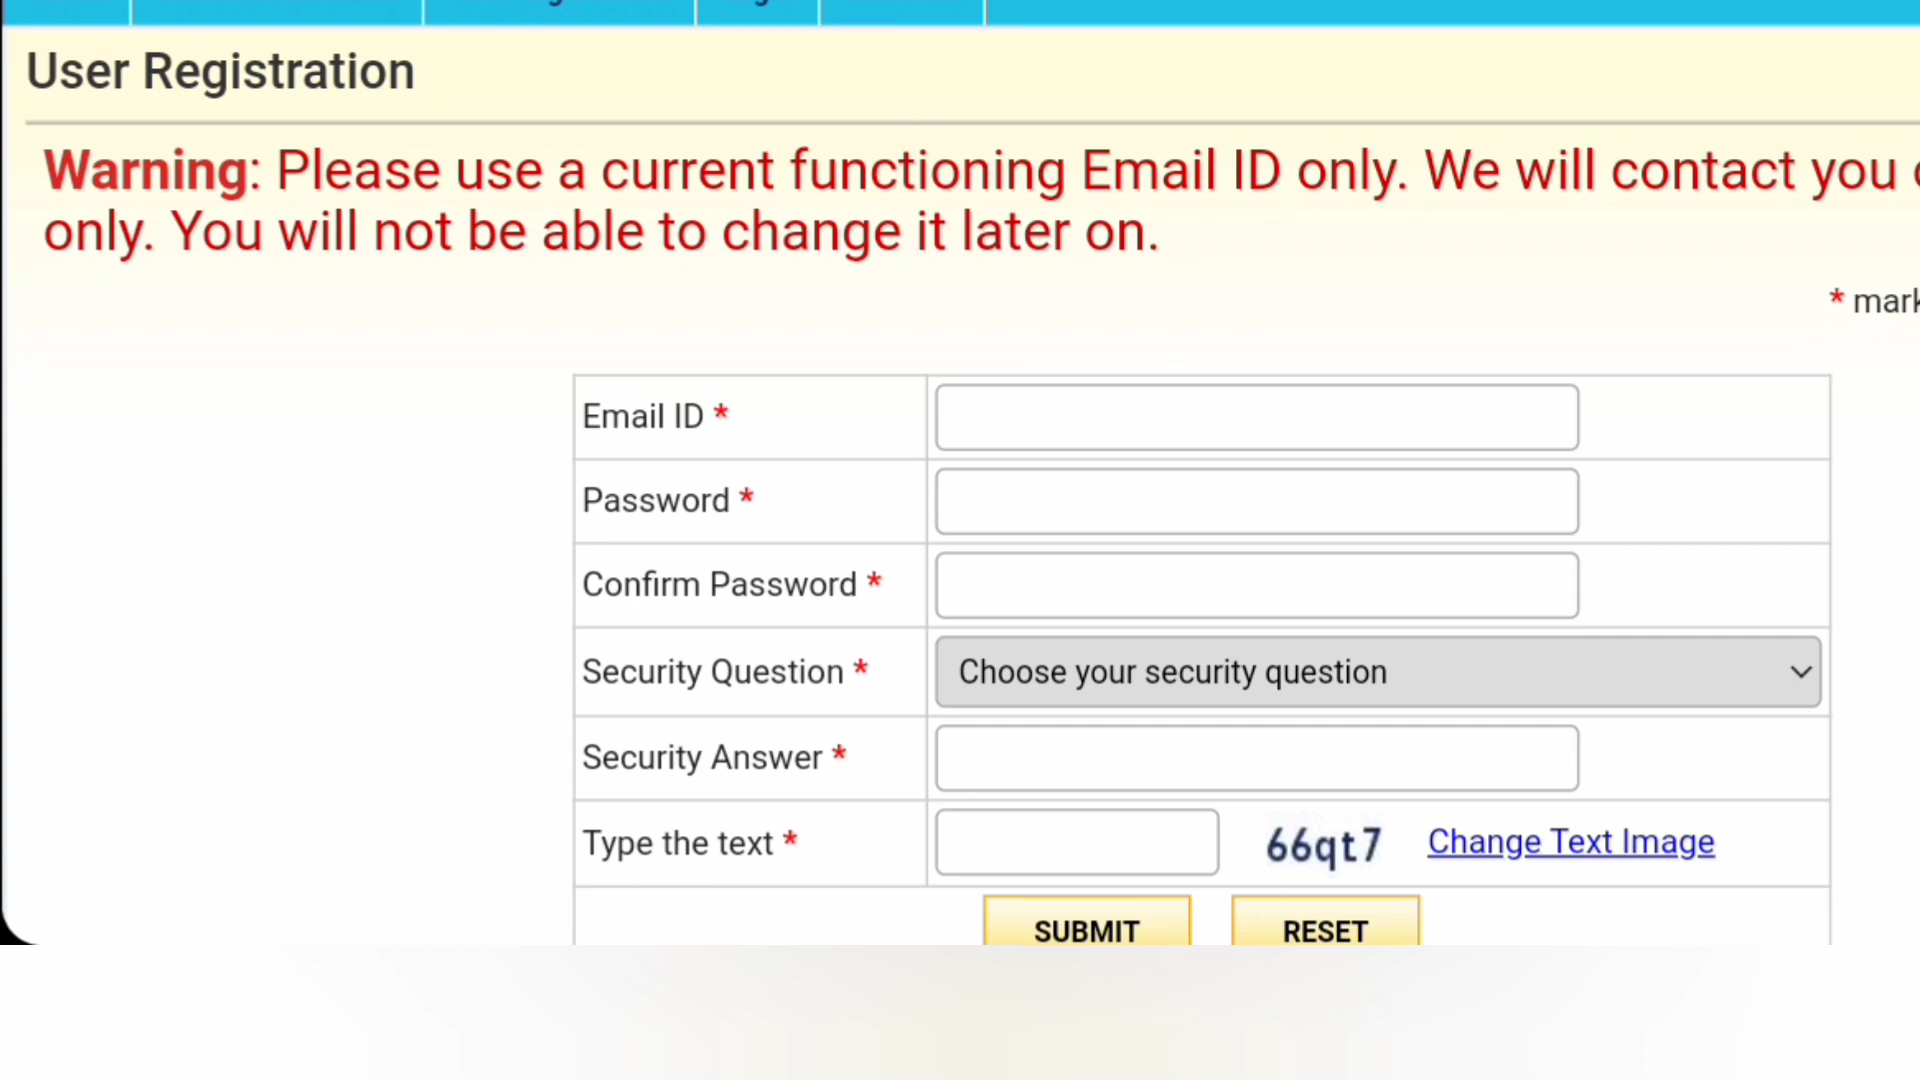 User Registration
Warning: Please use a current functioning Email ID only. We will contact you
only. You will not be able to change it later on.
* mark
Email ID *
Password *
Confirm Password *
Security Question * Choose your security question
Security Answer *
Type the text * 66qt7 Change Text Image
SUBMIT RESET